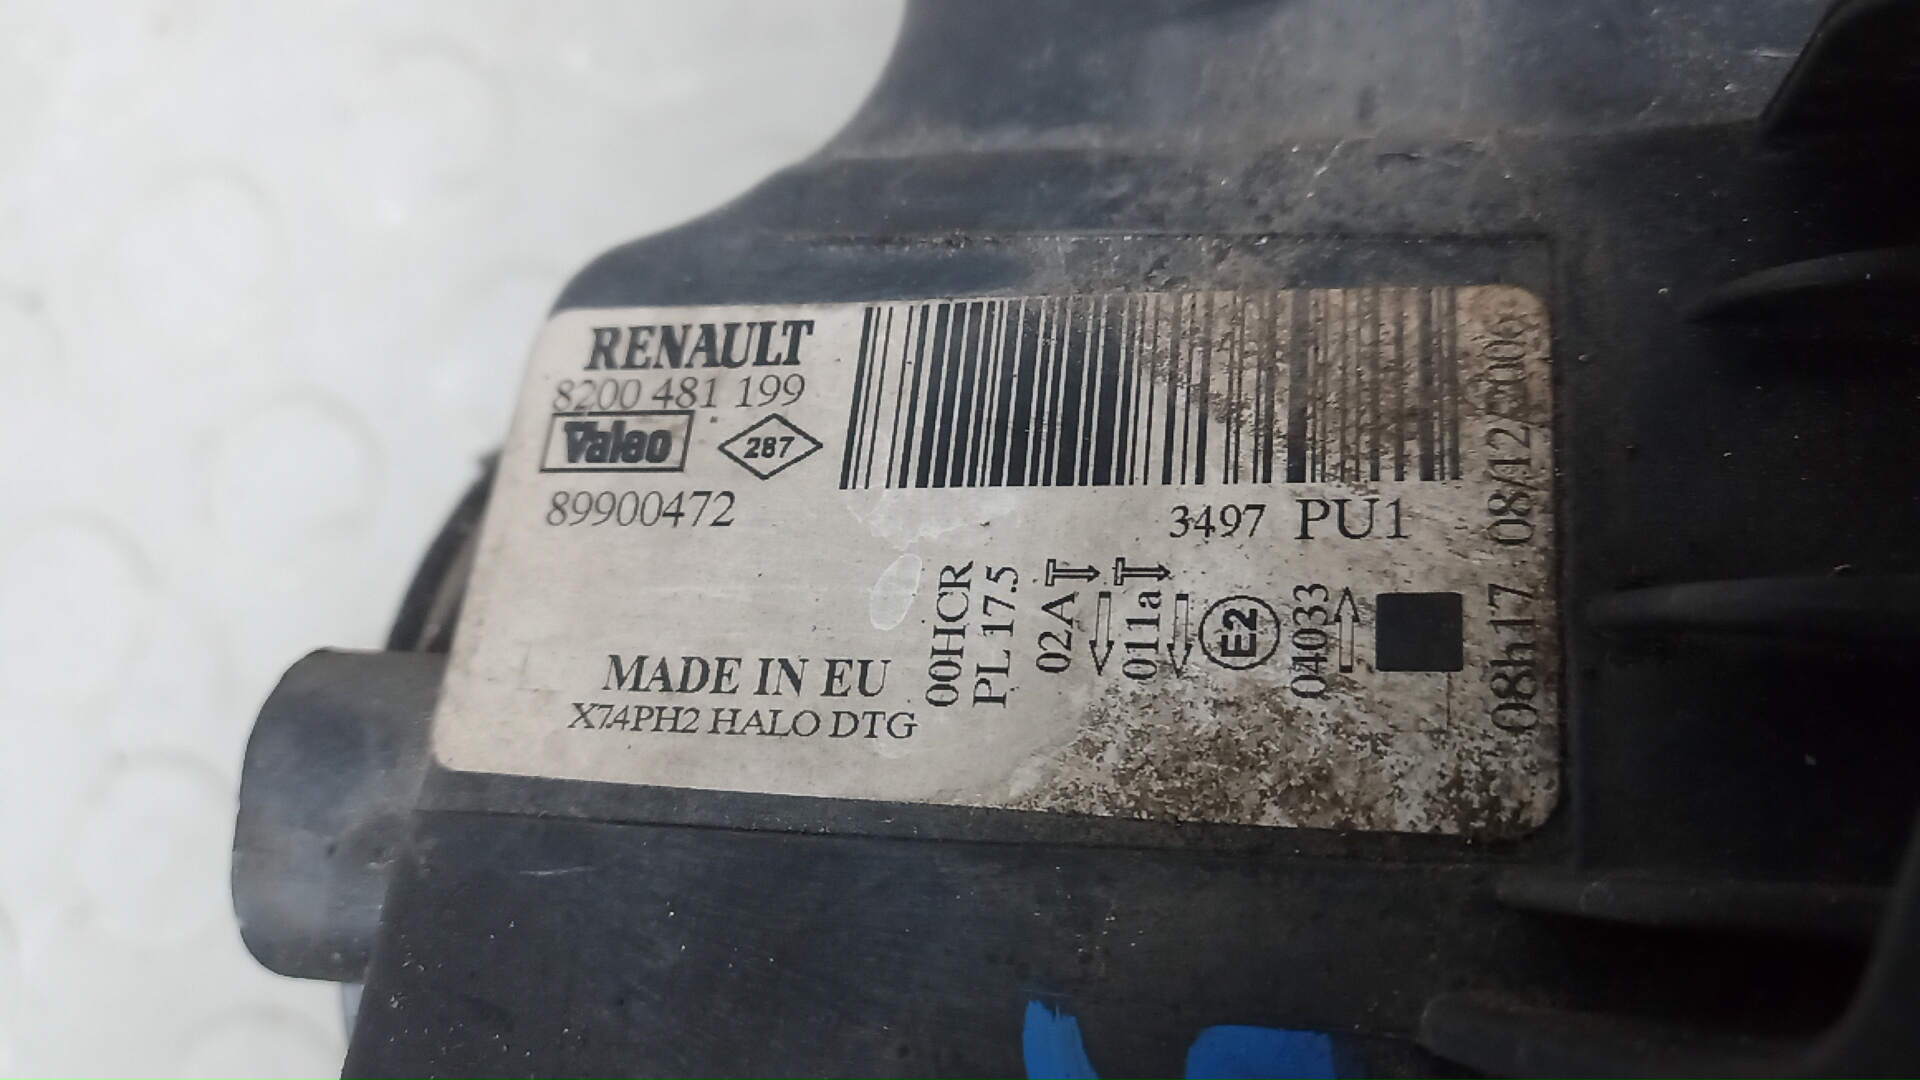 RENAULT
8200 481 199
Valeo
287
89900472
3497 PU1
00HCR
PL 17.5
02A
011a
E2
04033
08h17 08/12/2006
MADE IN EU
X74PH2 HALO DTG